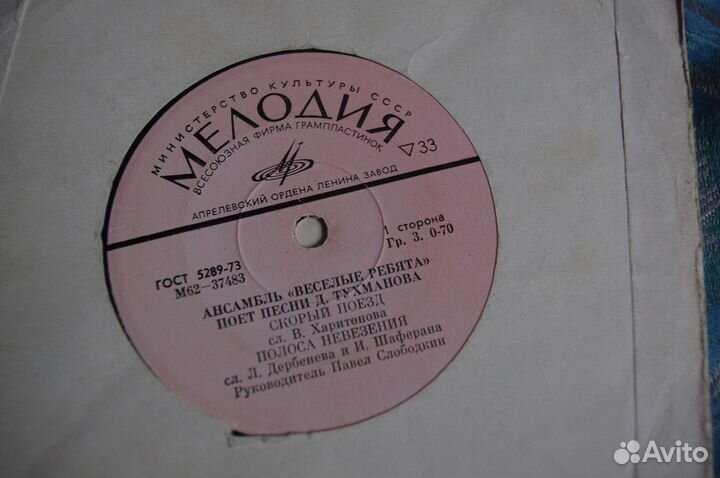 МИНИСТЕРСТВО КУЛЬТУРЫ СССР
МЕЛОДИЯ
ВСЕСОЮЗНАЯ ФИРМА ГРАМПЛАСТИНОК
33
АПРЕЛЕВСКИЙ ОРДЕНА ЛЕНИНА ЗАВОД
ГОСТ 5289-73
М62—37483
1 сторона
Гр. 3. 0-70
АНСАМБЛЬ «ВЕСЕЛЫЕ РЕБЯТА»
ПОЕТ ПЕСНИ Д. ТУХМАНОВА
СКОРЫЙ ПОЕЗД
сл. В. Харитонова
ПОЛОСА НЕВЕЗЕНИЯ
сл. Л. Дербенева и И. Шаферана
Руководитель Павел Слободкин
Avito